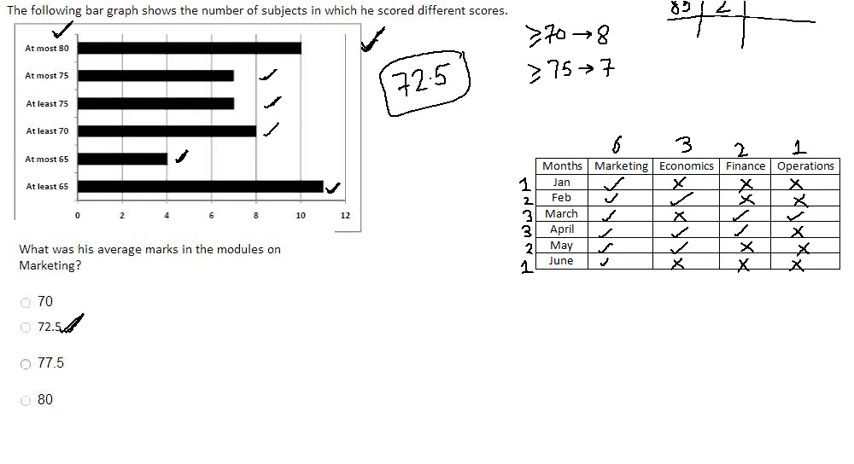 The following bar graph shows the number of subjects in which he scored different scores.
At most 80
At most 75
At least 75
At least 70
At most 65
At least 65
0 2 4 6 8 10 12
72.5
≥70 → 8
≥75 → 7
85 2
6 3 2 1
Months Marketing Economics Finance Operations
1 Jan ✓ × × ×
2 Feb ✓ ✓ × ×
3 March ✓ × ✓ ✓
3 April ✓ ✓ ✓ ×
2 May ✓ ✓ × ×
1 June ✓ × × ×
What was his average marks in the modules on
Marketing?
70
72.5
77.5
80